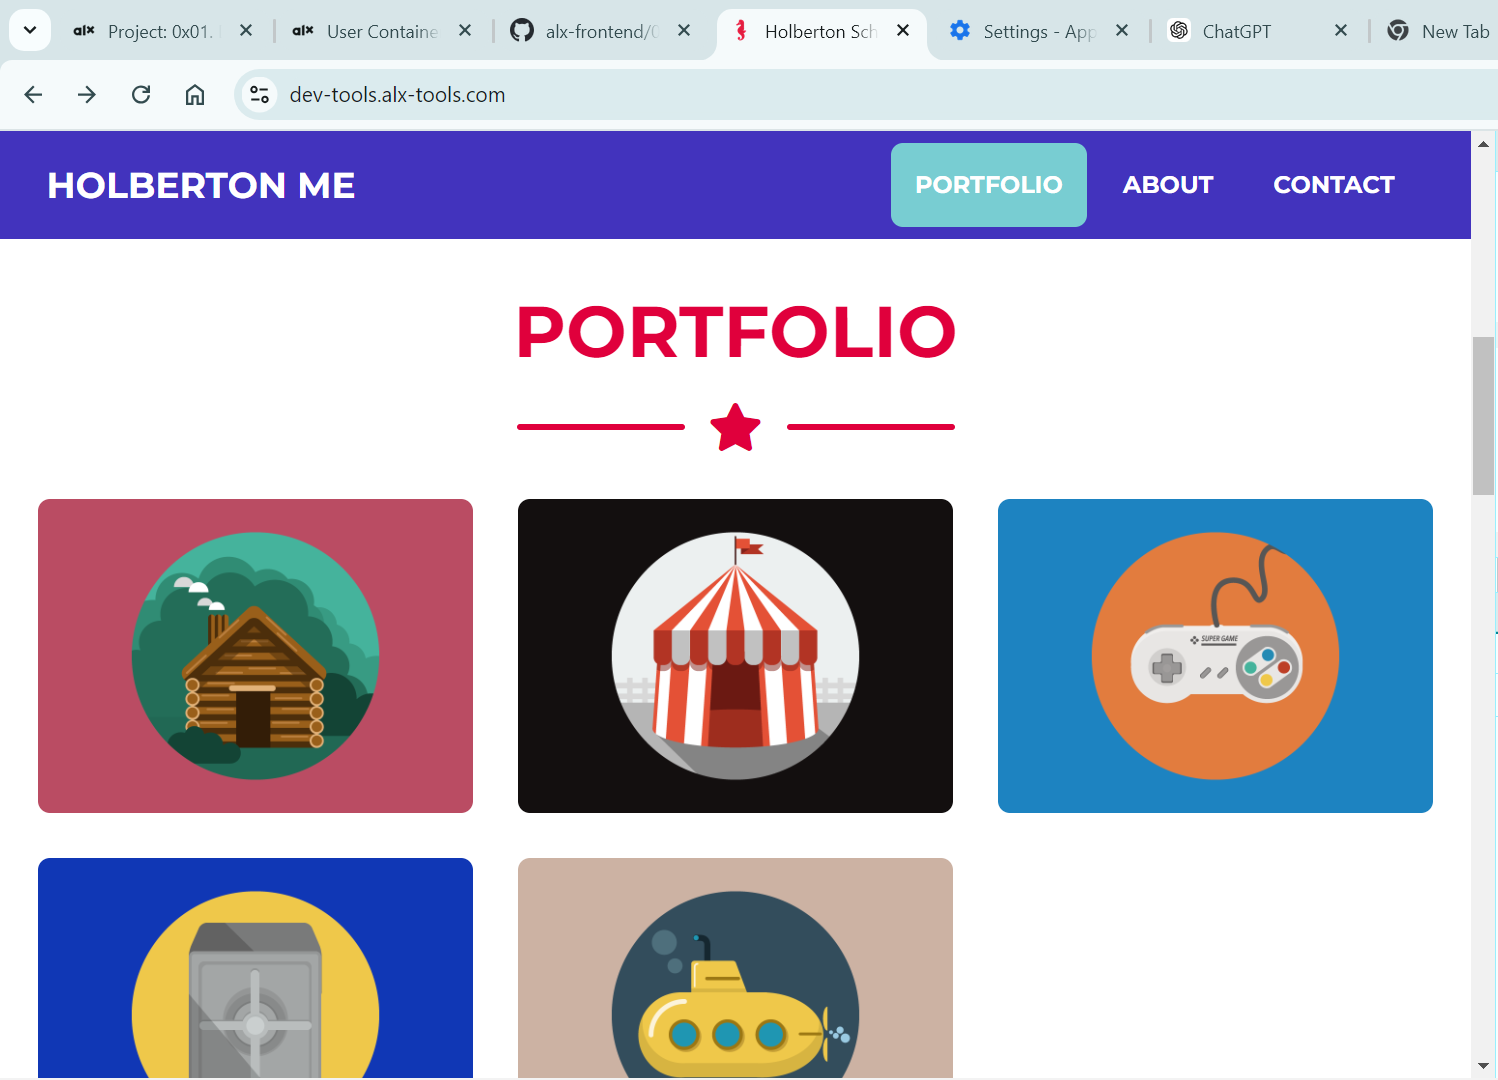 alx Project: 0x01.
alx User Containe
alx-frontend/0
Holberton Sch
Settings - App
ChatGPT
New Tab
dev-tools.alx-tools.com
HOLBERTON ME
PORTFOLIO
ABOUT
CONTACT
PORTFOLIO
SUPER GAME